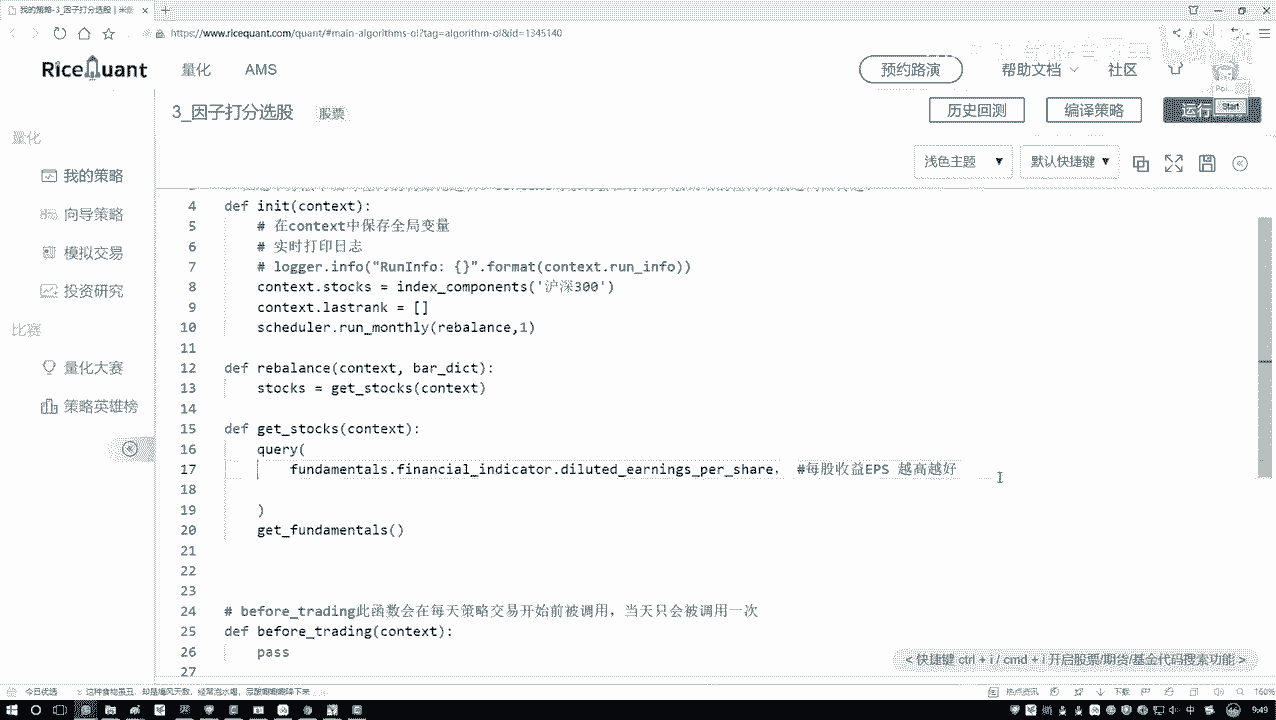 我的策略-3_因子打分选股 | 米筐
https://www.ricequant.com/quant/#main-algorithms-ol?tag=algorithm-ol&id=1345140
RiceQuant 量化 AMS 预约路演 帮助文档 社区
Poi...
3_因子打分选股 股票 历史回测 编译策略 运行 Start
量化
浅色主题 ▼ 默认快捷键 ▼
我的策略
向导策略
模拟交易
投资研究
比赛
量化大赛
策略英雄榜
4 def init(context):
5 # 在context中保存全局变量
6 # 实时打印日志
7 # logger.info("RunInfo: {}".format(context.run_info))
8 context.stocks = index_components('沪深300')
9 context.lastrank = []
10 scheduler.run_monthly(rebalance,1)
11
12 def rebalance(context, bar_dict):
13 stocks = get_stocks(context)
14
15 def get_stocks(context):
16 query(
17 fundamentals.financial_indicator.diluted_earnings_per_share, #每股收益EPS 越高越好
18
19 )
20 get_fundamentals()
21
22
23
24 # before_trading此函数会在每天策略交易开始前被调用，当天只会被调用一次
25 def before_trading(context):
26 pass
27
< 快捷键 ctrl + i / cmd + i 开启股票/期货/基金代码搜索功能 >
今日优选 热点资讯 下载 160%
中 9:49